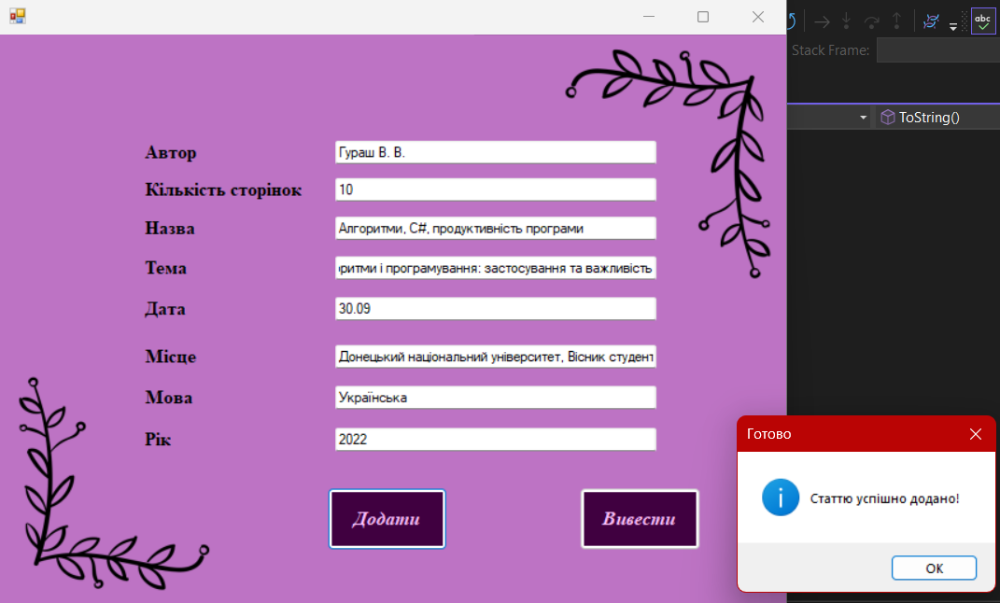 Stack Frame:
ToString()
Автор
Гураш В. В.
Кількість сторінок
10
Назва
Алгоритми, C#, продуктивність програми
Тема
ритми і програмування: застосування та важливість
Дата
30.09
Місце
Донецький національний університет, Вісник студент
Мова
Українська
Рік
2022
Додати
Вивести
Готово
Статтю успішно додано!
OK
abc